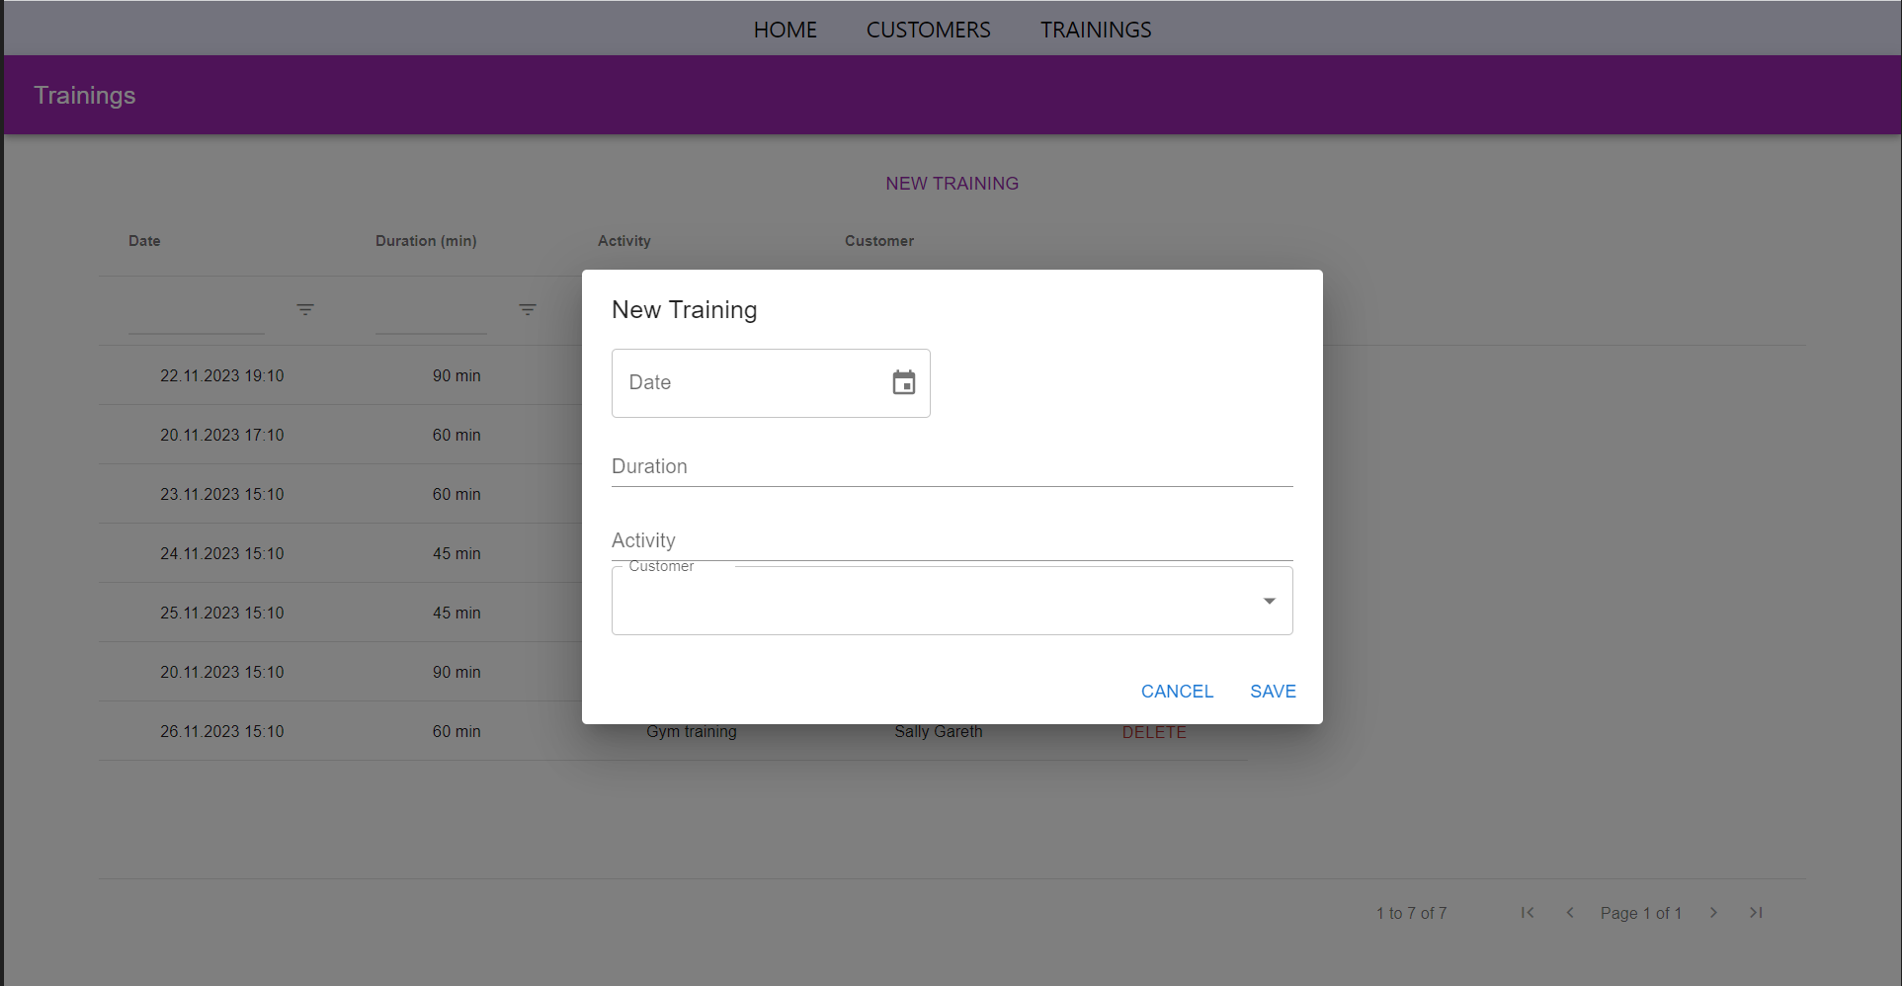 HOME CUSTOMERS TRAININGS
Trainings
NEW TRAINING
Date Duration (min) Activity Customer
New Training
Date
Duration
Activity
Customer
CANCEL SAVE
22.11.2023 19:10 90 min
20.11.2023 17:10 60 min
23.11.2023 15:10 60 min
24.11.2023 15:10 45 min
25.11.2023 15:10 45 min
20.11.2023 15:10 90 min
26.11.2023 15:10 60 min Gym training Sally Gareth DELETE
1 to 7 of 7 Page 1 of 1